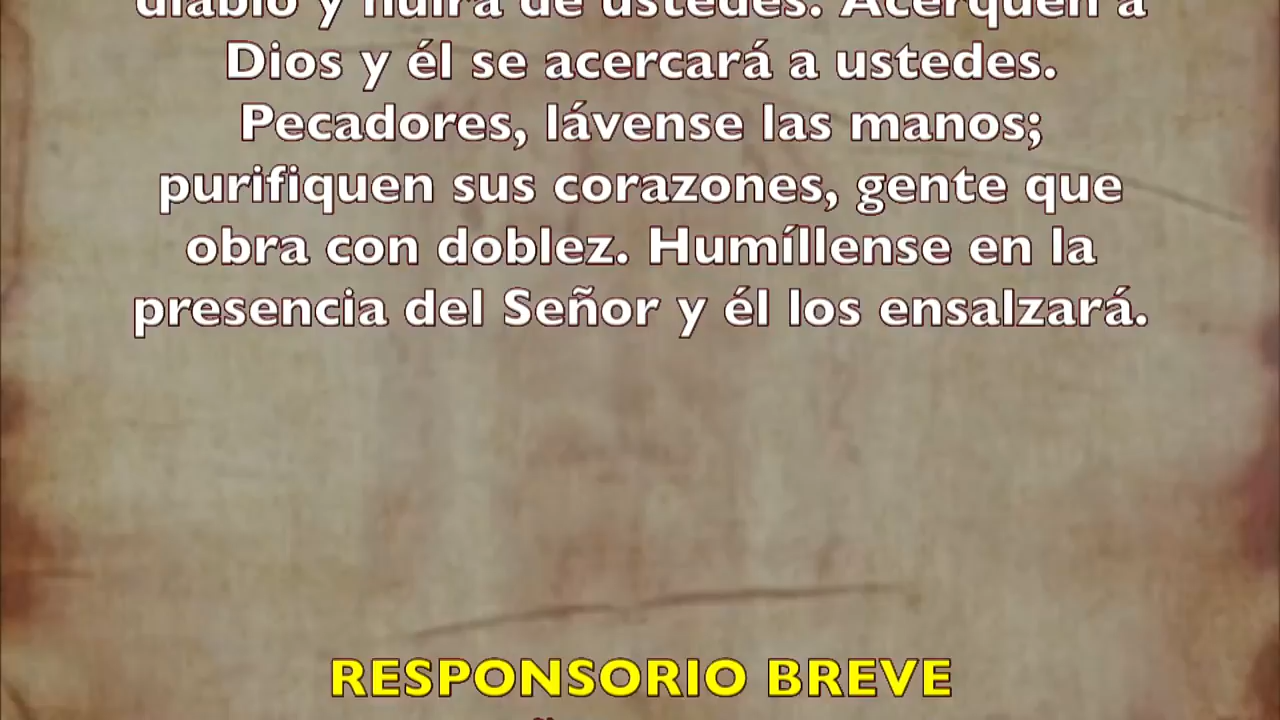 diablo y huirá de ustedes. Acérquen a
Dios y él se acercará a ustedes.
Pecadores, lávense las manos;
purifiquen sus corazones, gente que
obra con doblez. Humíllense en la
presencia del Señor y él los ensalzará.
RESPONSORIO BREVE